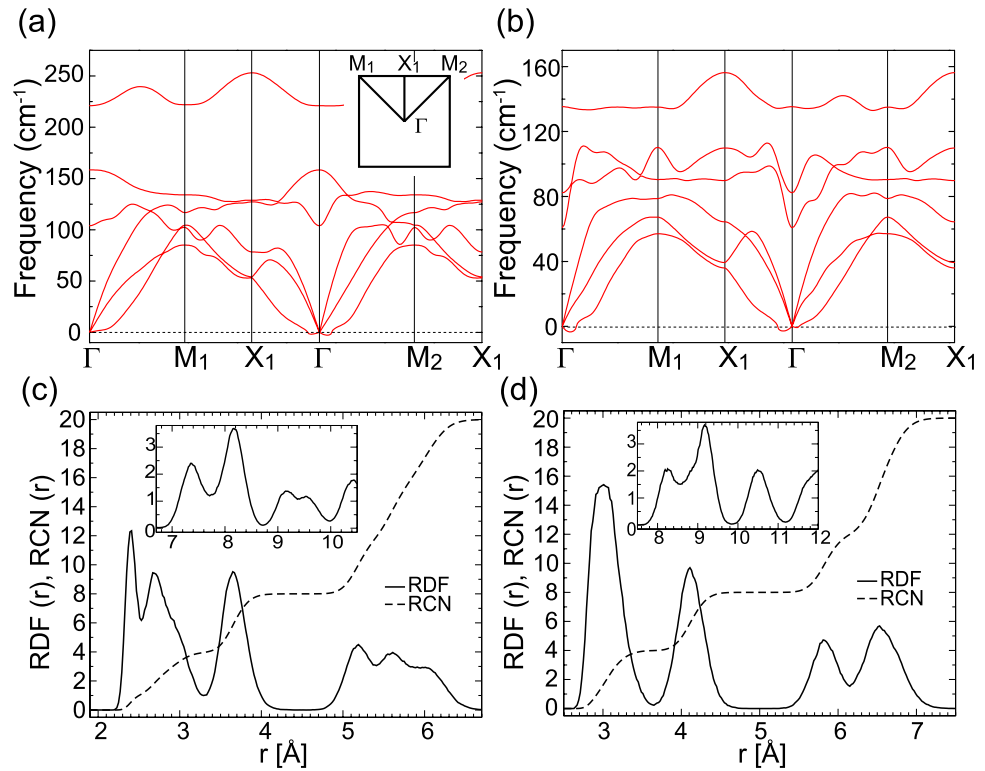 (a)
M1 X1 M2
Γ
250
200
150
100
50
0
Frequency (cm-1)
Γ M1 X1 Γ M2 X1
(b)
160
120
80
40
0
Frequency (cm-1)
Γ M1 X1 Γ M2 X1
(c)
20
18
16
14
12
10
8
6
4
2
0
RDF (r), RCN (r)
3
2
1
0
7 8 9 10
RDF
RCN
2 3 4 5 6
r [Å]
(d)
20
18
16
14
12
10
8
6
4
2
0
RDF (r), RCN (r)
3
2
1
0
8 9 10 11 12
RDF
RCN
3 4 5 6 7
r [Å]